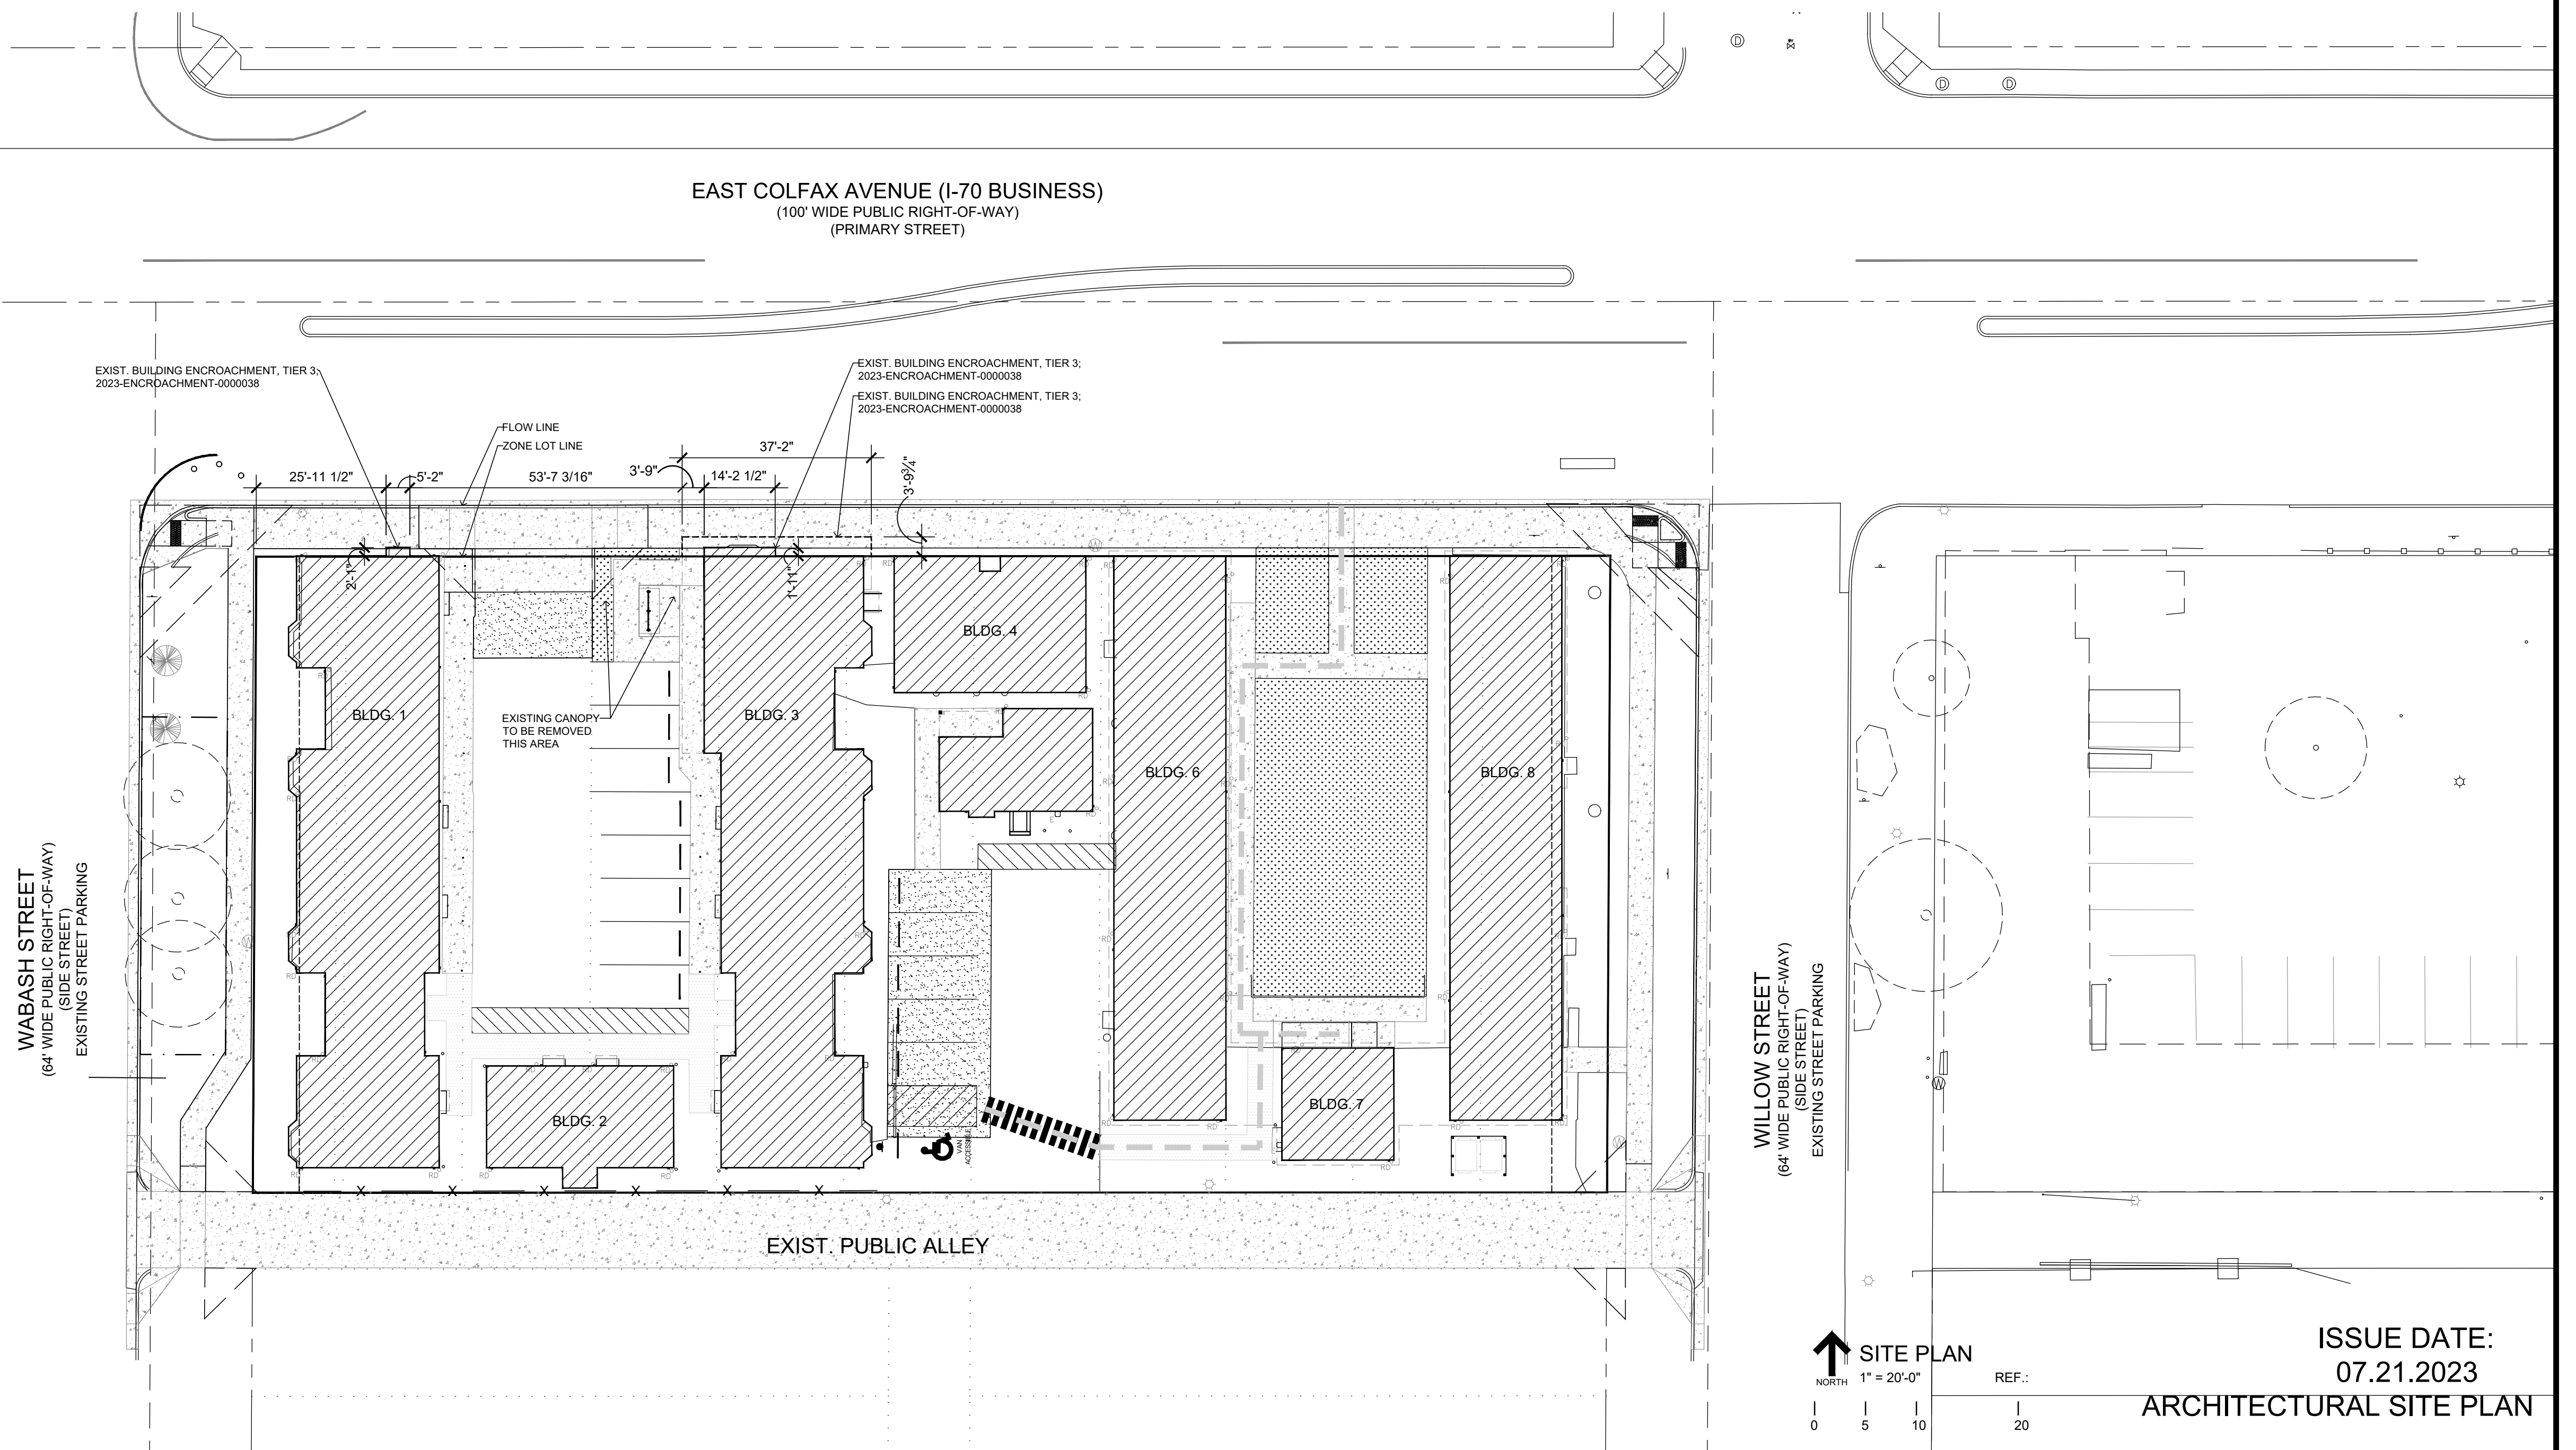 EAST COLFAX AVENUE (I-70 BUSINESS)
(100' WIDE PUBLIC RIGHT-OF-WAY)
(PRIMARY STREET)
EXIST. BUILDING ENCROACHMENT, TIER 3;
2023-ENCROACHMENT-0000038
EXIST. BUILDING ENCROACHMENT, TIER 3;
2023-ENCROACHMENT-0000038
EXIST. BUILDING ENCROACHMENT, TIER 3;
2023-ENCROACHMENT-0000038
FLOW LINE
ZONE LOT LINE
37'-2"
25'-11 1/2"
5'-2"
53'-7 3/16"
3'-9"
14'-2 1/2"
3'-9¾"
2'-1"
1'-11"
BLDG. 4
BLDG. 1
EXISTING CANOPY
TO BE REMOVED
THIS AREA
BLDG. 3
BLDG. 6
BLDG. 8
BLDG. 2
BLDG. 7
VAN
ACCESSIBLE
WABASH STREET
(64' WIDE PUBLIC RIGHT-OF-WAY)
(SIDE STREET)
EXISTING STREET PARKING
WILLOW STREET
(64' WIDE PUBLIC RIGHT-OF-WAY)
(SIDE STREET)
EXISTING STREET PARKING
X X X X X X
EXIST. PUBLIC ALLEY
NORTH
SITE PLAN
1" = 20'-0"
REF.:
0 5 10 20
ISSUE DATE:
07.21.2023
ARCHITECTURAL SITE PLAN